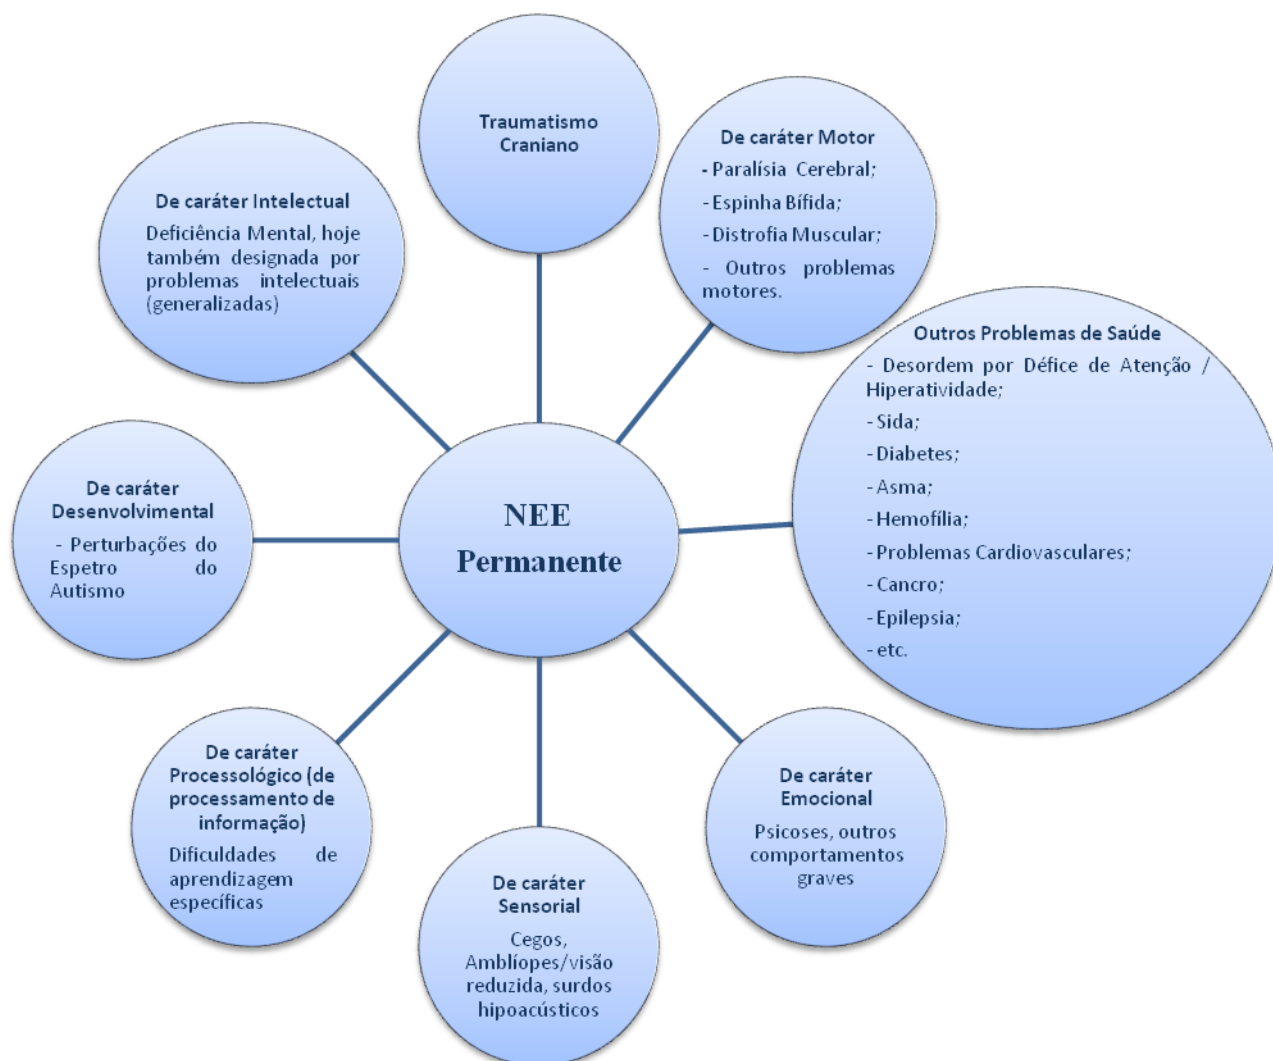 Traumatismo
Craniano
De caráter Motor
- Paralísia Cerebral;
- Espinha Bífida;
- Distrofia Muscular;
- Outros problemas
motores.
Outros Problemas de Saúde
- Desordem por Défice de Atenção /
Hiperatividade;
- Sida;
- Diabetes;
- Asma;
- Hemofília;
- Problemas Cardiovasculares;
- Cancro;
- Epilepsia;
- etc.
De caráter
Emocional
Psicoses, outros
comportamentos
graves
De caráter
Sensorial
Cegos,
Amblíopes/visão
reduzida, surdos
hipoacústicos
De caráter
Processológico (de
processamento de
informação)
Dificuldades de
aprendizagem
específicas
De caráter
Desenvolvimental
- Perturbações do
Espetro do
Autismo
De caráter Intelectual
Deficiência Mental, hoje
também designada por
problemas intelectuais
(generalizadas)
NEE
Permanente